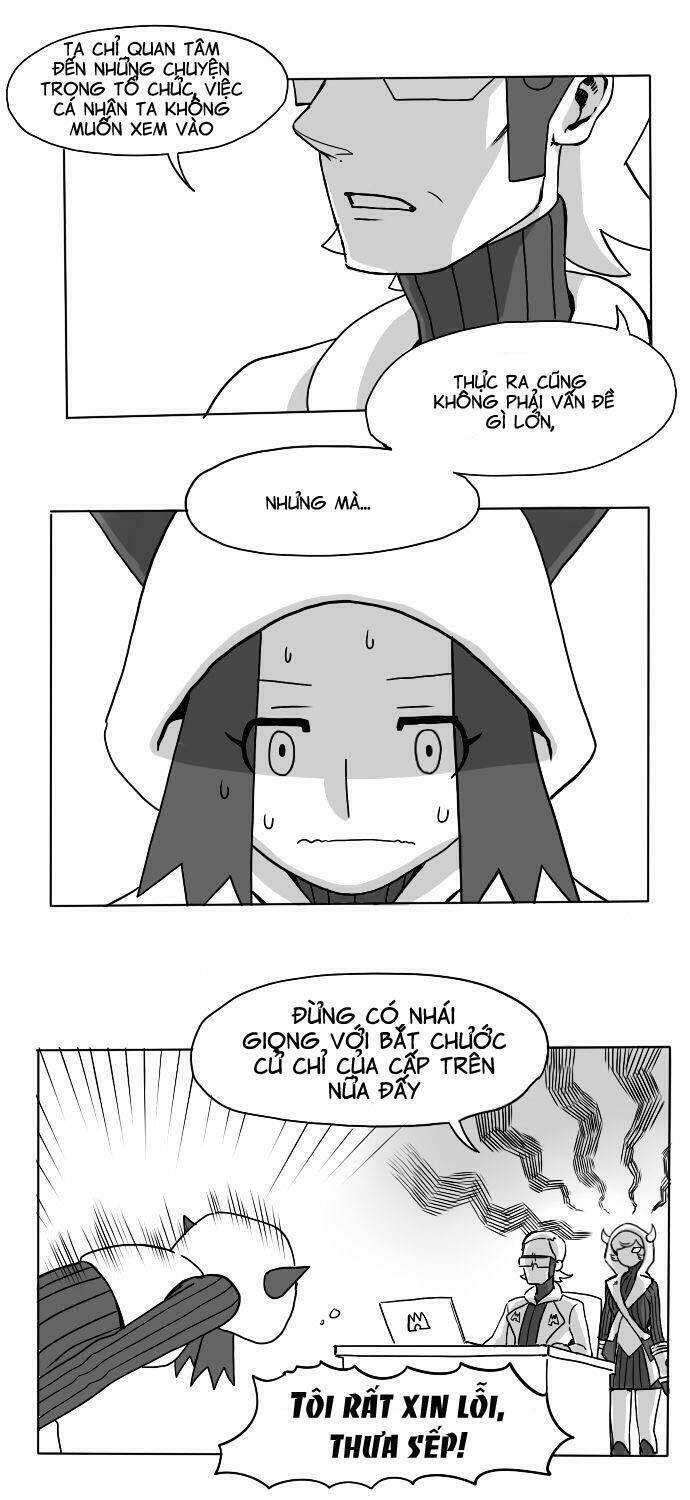 TA CHỈ QUAN TÂM
ĐẾN NHỮNG CHUYỆN
TRONG TỔ CHỨC, VIỆC
CÁ NHÂN TA KHÔNG
MUỐN XEM VÀO
THỰC RA CŨNG
KHÔNG PHẢI VẤN ĐỀ
GÌ LỚN,
NHƯNG MÀ...
ĐỪNG CÓ NHÁI
GIỌNG VỚI BẮT CHƯỚC
CỬ CHỈ CỦA CẤP TRÊN
NỮA ĐẤY
TÔI RẤT XIN LỖI,
THƯA SẾP!